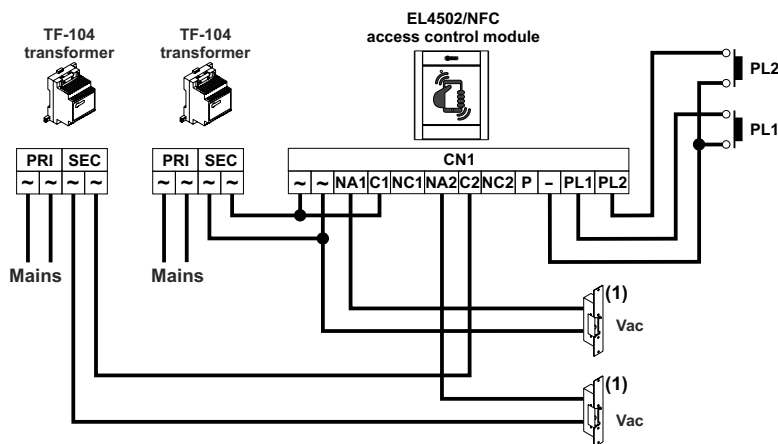 TF-104
transformer
TF-104
transformer
EL4502/NFC
access control module
PL2
PL1
PRI SEC
~ ~ ~ ~
PRI SEC
~ ~ ~ ~
CN1
~ ~ NA1 C1 NC1 NA2 C2 NC2 P – PL1 PL2
Mains
Mains
(1)
Vac
(1)
Vac